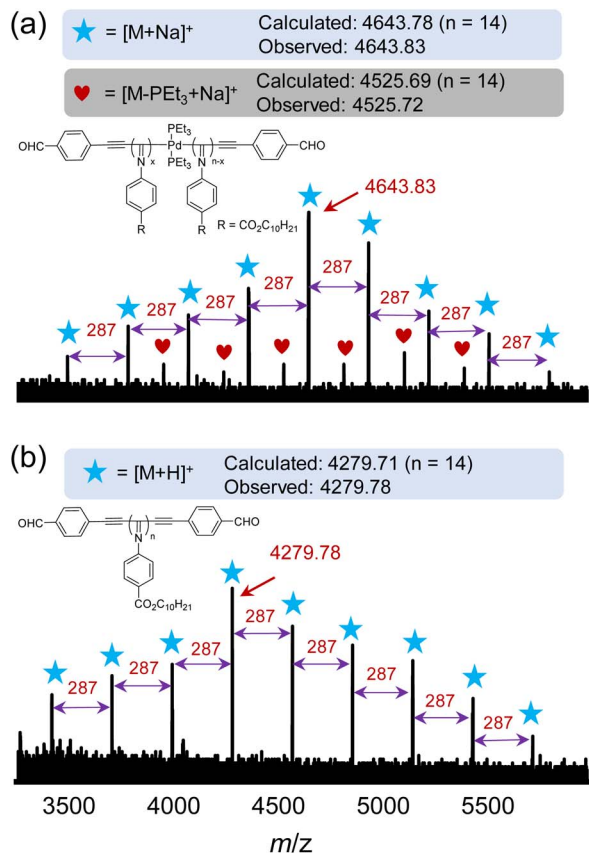 (a)
★ = [M+Na]⁺ Calculated: 4643.78 (n = 14)
Observed: 4643.83
♥ = [M-PEt₃+Na]⁺ Calculated: 4525.69 (n = 14)
Observed: 4525.72
PEt₃
OHC Pd CHO
x PEt₃ n-x
N N
R R
R = CO₂C₁₀H₂₁
4643.83
287 287 287 287 287 287 287 287
(b)
★ = [M+H]⁺ Calculated: 4279.71 (n = 14)
Observed: 4279.78
OHC CHO
n
N
CO₂C₁₀H₂₁
4279.78
287 287 287 287 287 287 287 287
3500 4000 4500 5000 5500
m/z